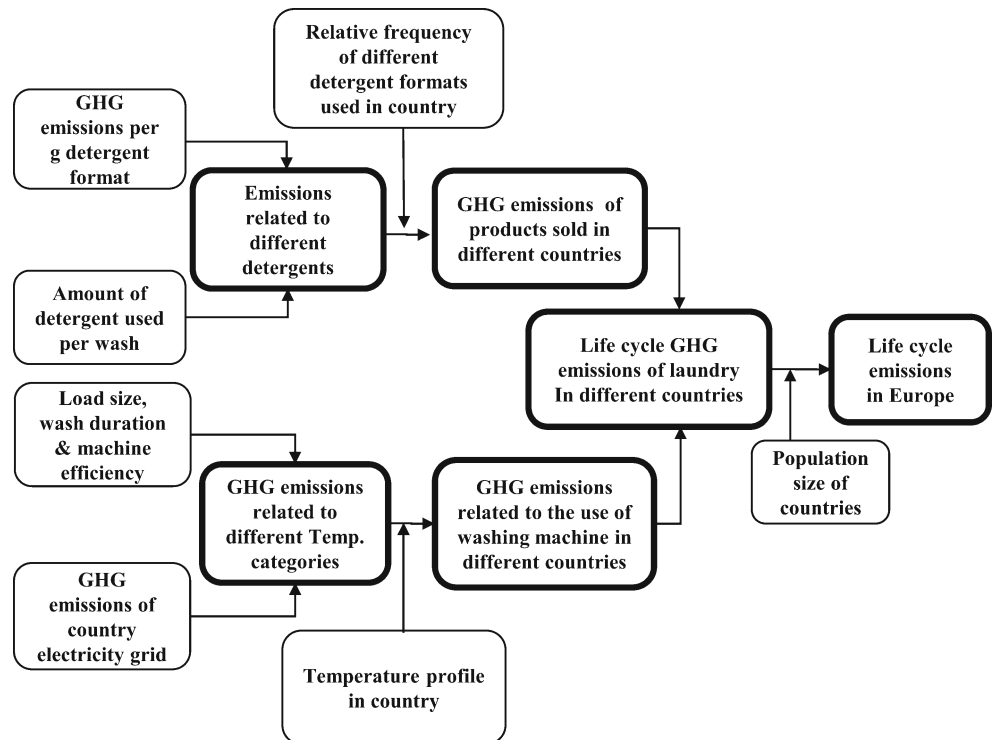 Relative frequency
of different
detergent formats
used in country
GHG
emissions per
g detergent
format
Emissions
related to
different
detergents
GHG emissions of
products sold in
different countries
Amount of
detergent used
per wash
Life cycle GHG
emissions of laundry
In different countries
Life cycle
emissions
in Europe
Load size,
wash duration
& machine
efficiency
Population
size of
countries
GHG emissions
related to
different Temp.
categories
GHG emissions
related to the use of
washing machine in
different countries
GHG
emissions of
country
electricity grid
Temperature profile
in country